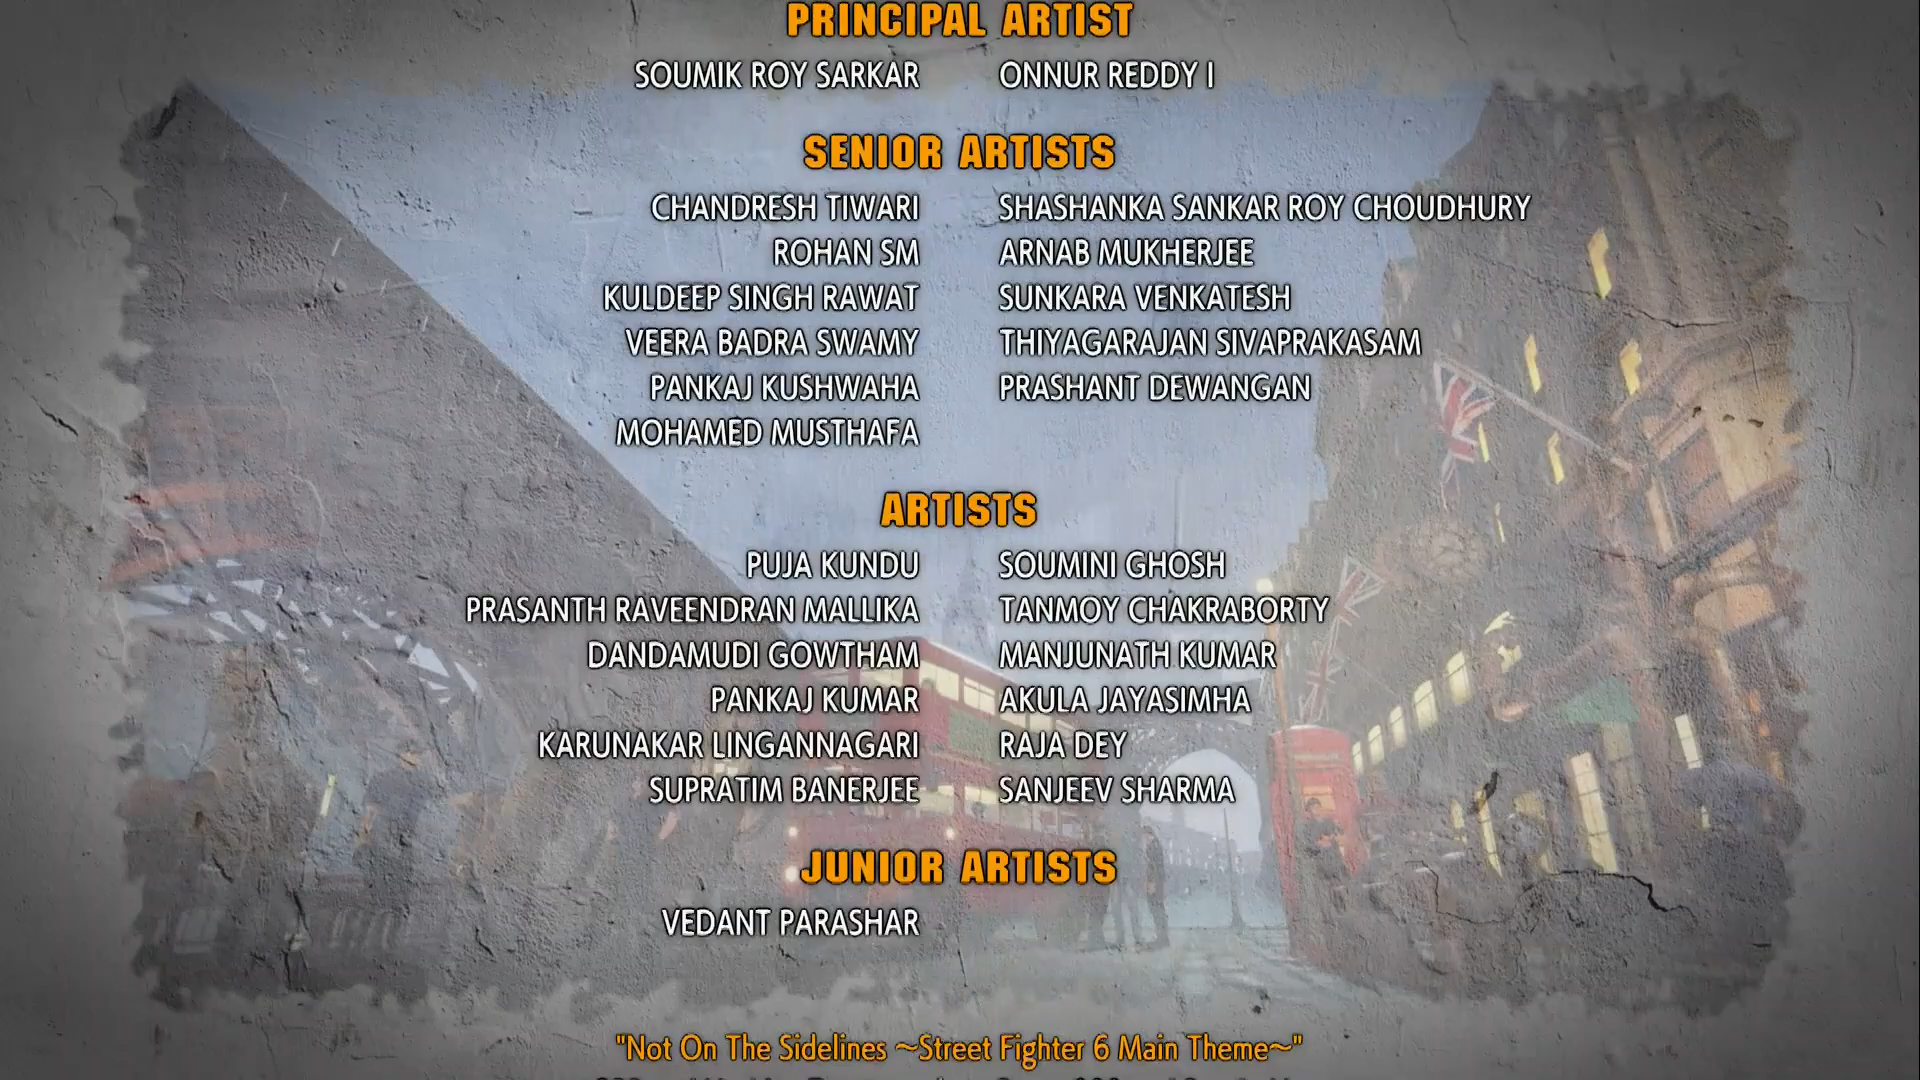 PRINCIPAL ARTIST
SOUMIK ROY SARKAR ONNUR REDDY I
SENIOR ARTISTS
CHANDRESH TIWARI SHASHANKA SANKAR ROY CHOUDHURY
ROHAN SM ARNAB MUKHERJEE
KULDEEP SINGH RAWAT SUNKARA VENKATESH
VEERA BADRA SWAMY THIYAGARAJAN SIVAPRAKASAM
PANKAJ KUSHWAHA PRASHANT DEWANGAN
MOHAMED MUSTHAFA
ARTISTS
PUJA KUNDU SOUMINI GHOSH
PRASANTH RAVEENDRAN MALLIKA TANMOY CHAKRABORTY
DANDAMUDI GOWTHAM MANJUNATH KUMAR
PANKAJ KUMAR AKULA JAYASIMHA
KARUNAKAR LINGANNAGARI RAJA DEY
SUPRATIM BANERJEE SANJEEV SHARMA
JUNIOR ARTISTS
VEDANT PARASHAR
"Not On The Sidelines ～Street Fighter 6 Main Theme～"